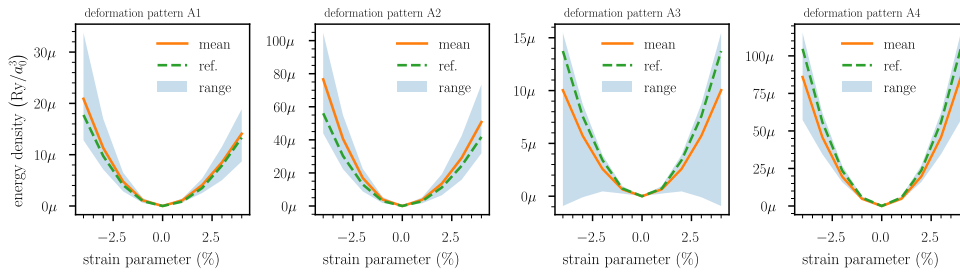 deformation pattern A1
deformation pattern A2
deformation pattern A3
deformation pattern A4
energy density (Ry/a₀³)
30μ
20μ
10μ
0μ
mean
ref.
range
−2.5 0.0 2.5
strain parameter (%)
100μ
80μ
60μ
40μ
20μ
0μ
mean
ref.
range
−2.5 0.0 2.5
strain parameter (%)
15μ
10μ
5μ
0μ
mean
ref.
range
−2.5 0.0 2.5
strain parameter (%)
100μ
75μ
50μ
25μ
0μ
mean
ref.
range
−2.5 0.0 2.5
strain parameter (%)